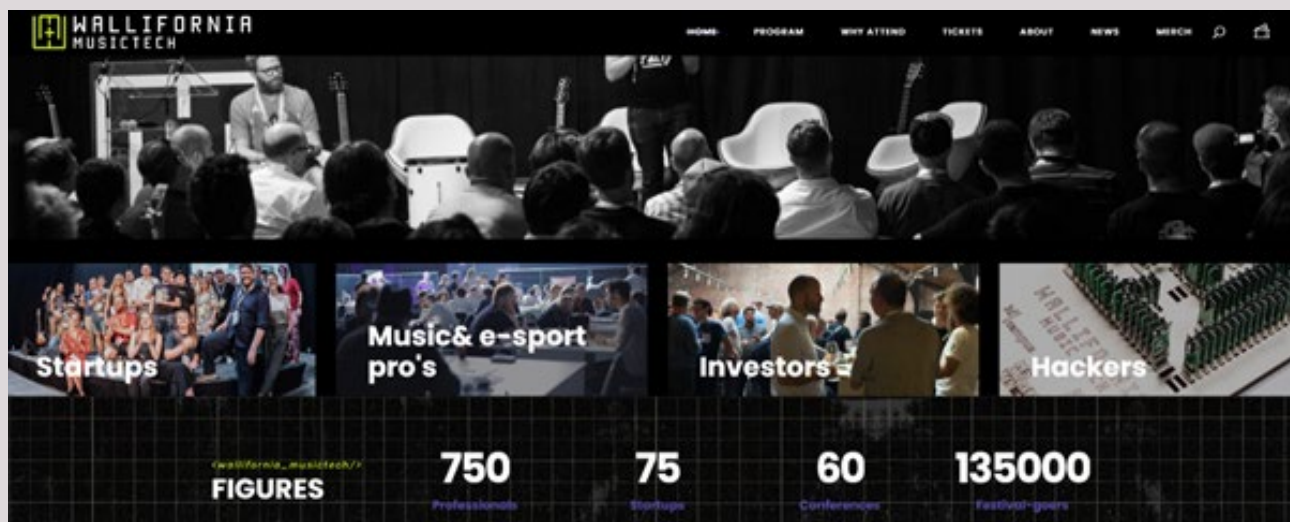 WALLIFORNIA
MUSICTECH
HOME
PROGRAM
WHY ATTEND
TICKETS
ABOUT
NEWS
MERCH
Startups
Music& e-sport
pro's
Investors
Hackers
<wallifornia_musictech/>
FIGURES
750
Professionals
75
Startups
60
Conferences
135000
Festival-goers